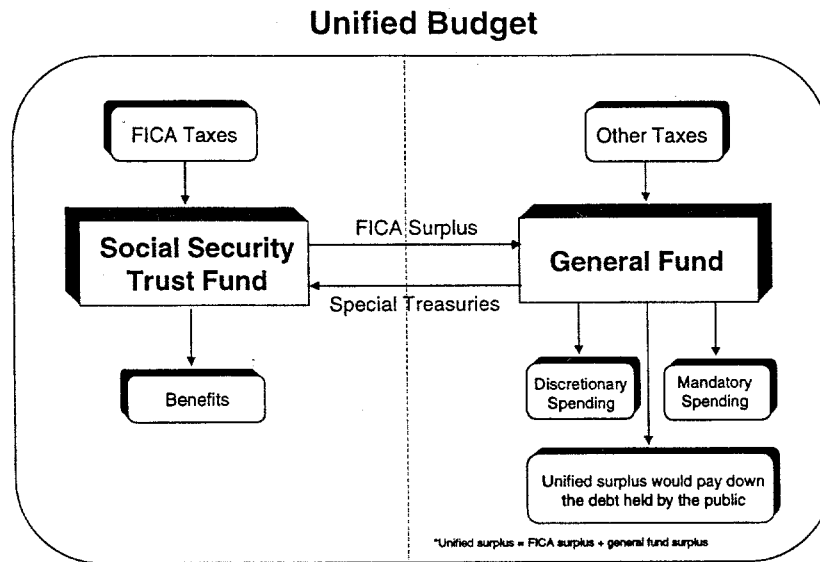 Unified Budget
FICA Taxes
Other Taxes
Social Security
Trust Fund
FICA Surplus
General Fund
Special Treasuries
Benefits
Discretionary
Spending
Mandatory
Spending
Unified surplus would pay down
the debt held by the public
*Unified surplus = FICA surplus + general fund surplus